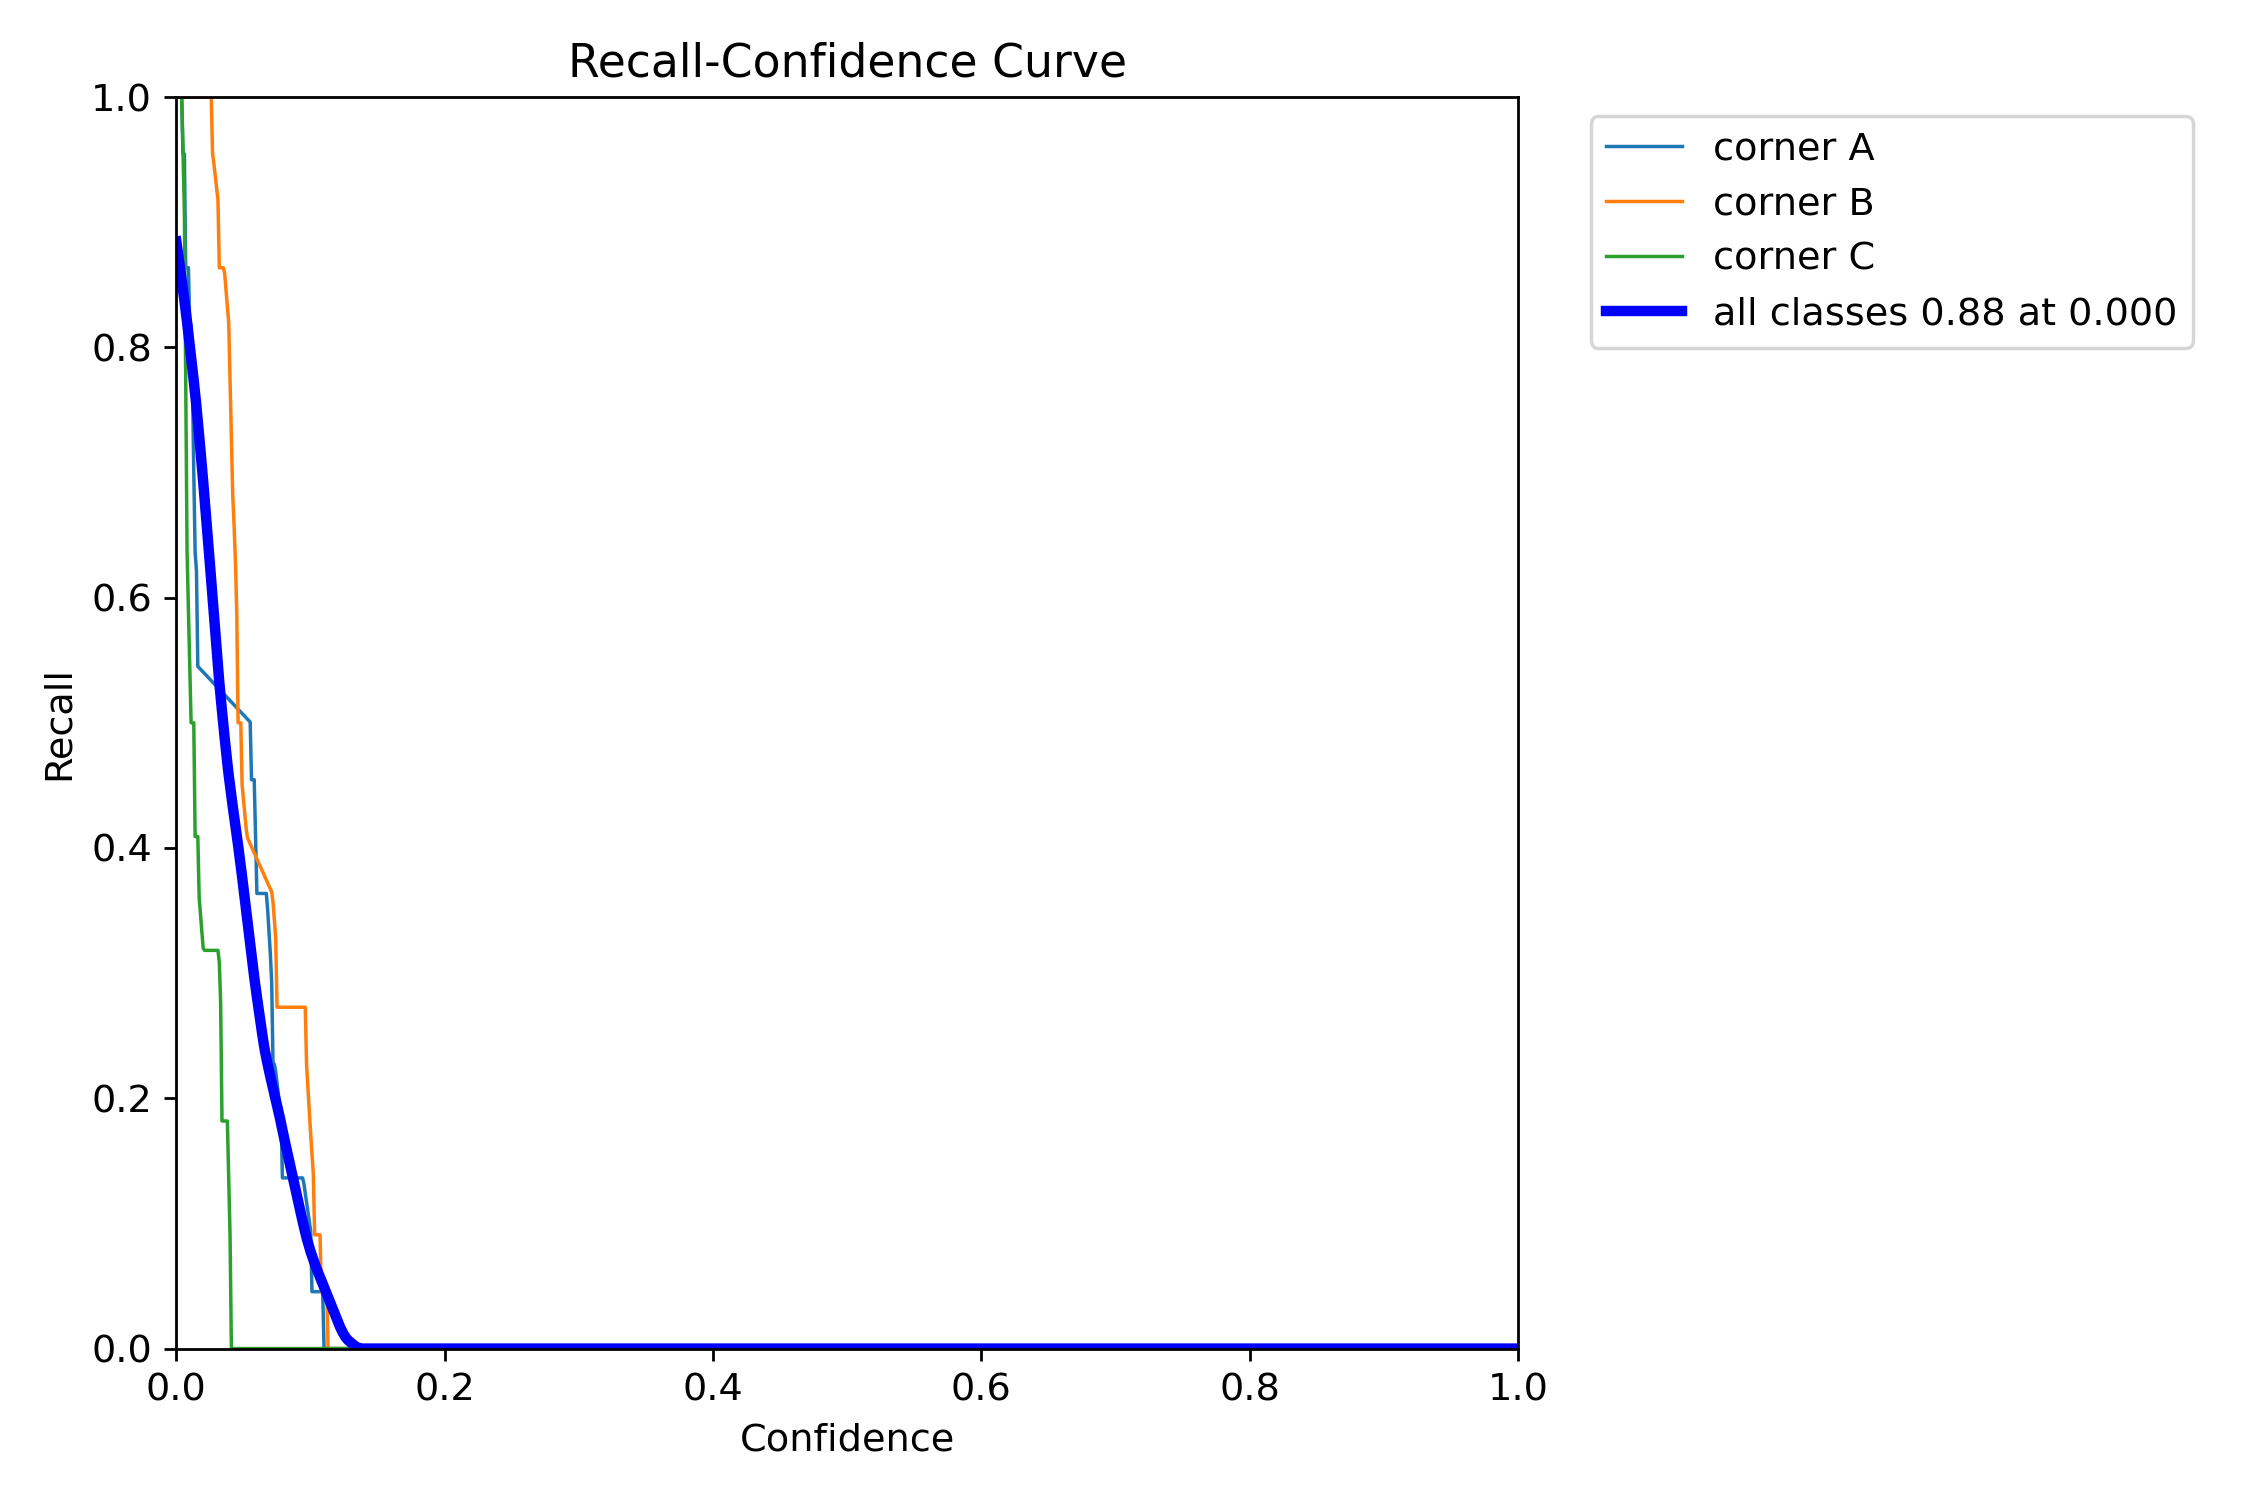 Recall-Confidence Curve
1.0
0.8
0.6
0.4
0.2
0.0
Recall
0.0 0.2 0.4 0.6 0.8 1.0
Confidence
corner A
corner B
corner C
all classes 0.88 at 0.000